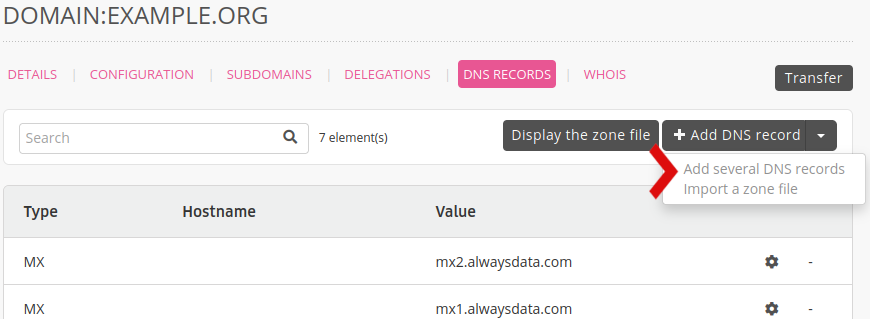 DOMAIN:EXAMPLE.ORG
DETAILS | CONFIGURATION | SUBDOMAINS | DELEGATIONS | DNS RECORDS | WHOIS
Transfer
Search
7 element(s)
Display the zone file
+ Add DNS record
Add several DNS records
Import a zone file
Type Hostname Value
MX mx2.alwaysdata.com -
MX mx1.alwaysdata.com -